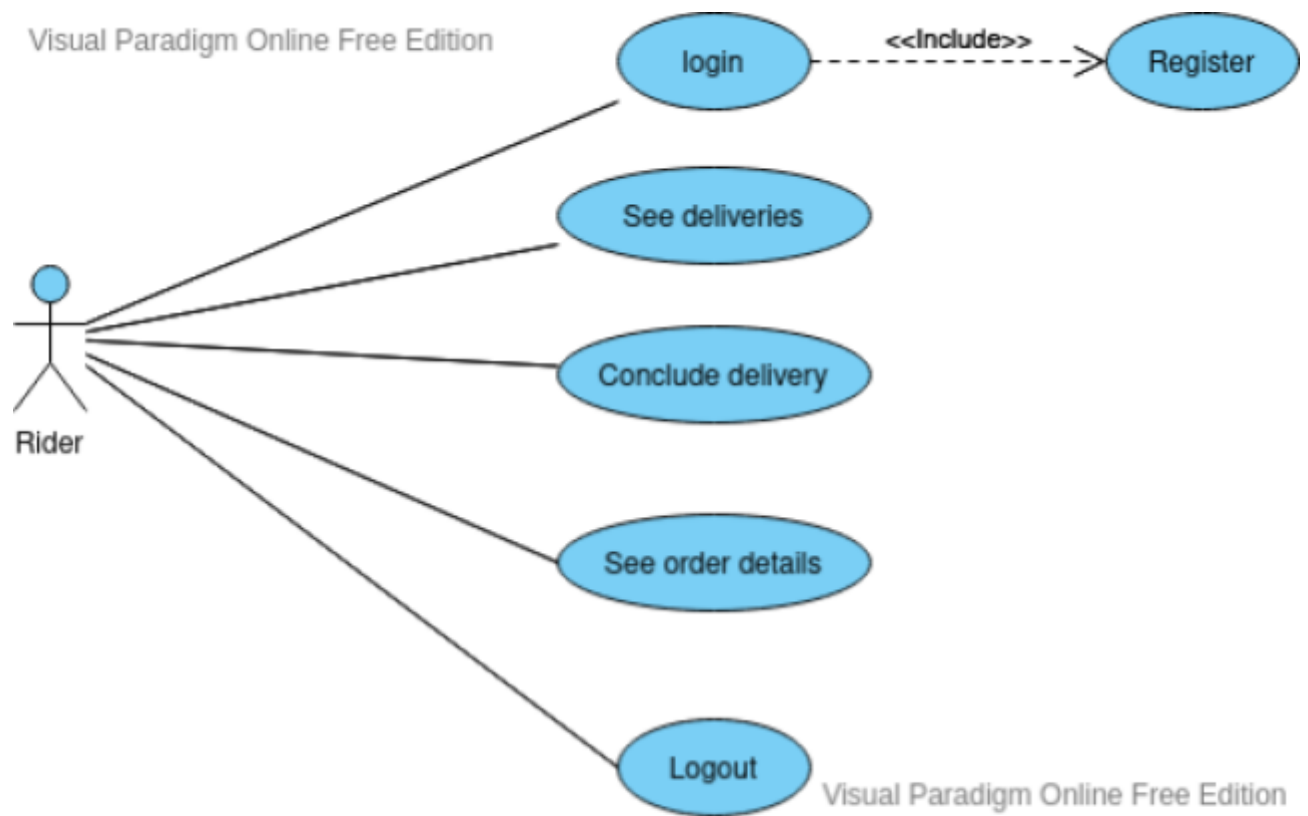 Visual Paradigm Online Free Edition
login
<<Include>>
Register
See deliveries
Conclude delivery
Rider
See order details
Logout
Visual Paradigm Online Free Edition